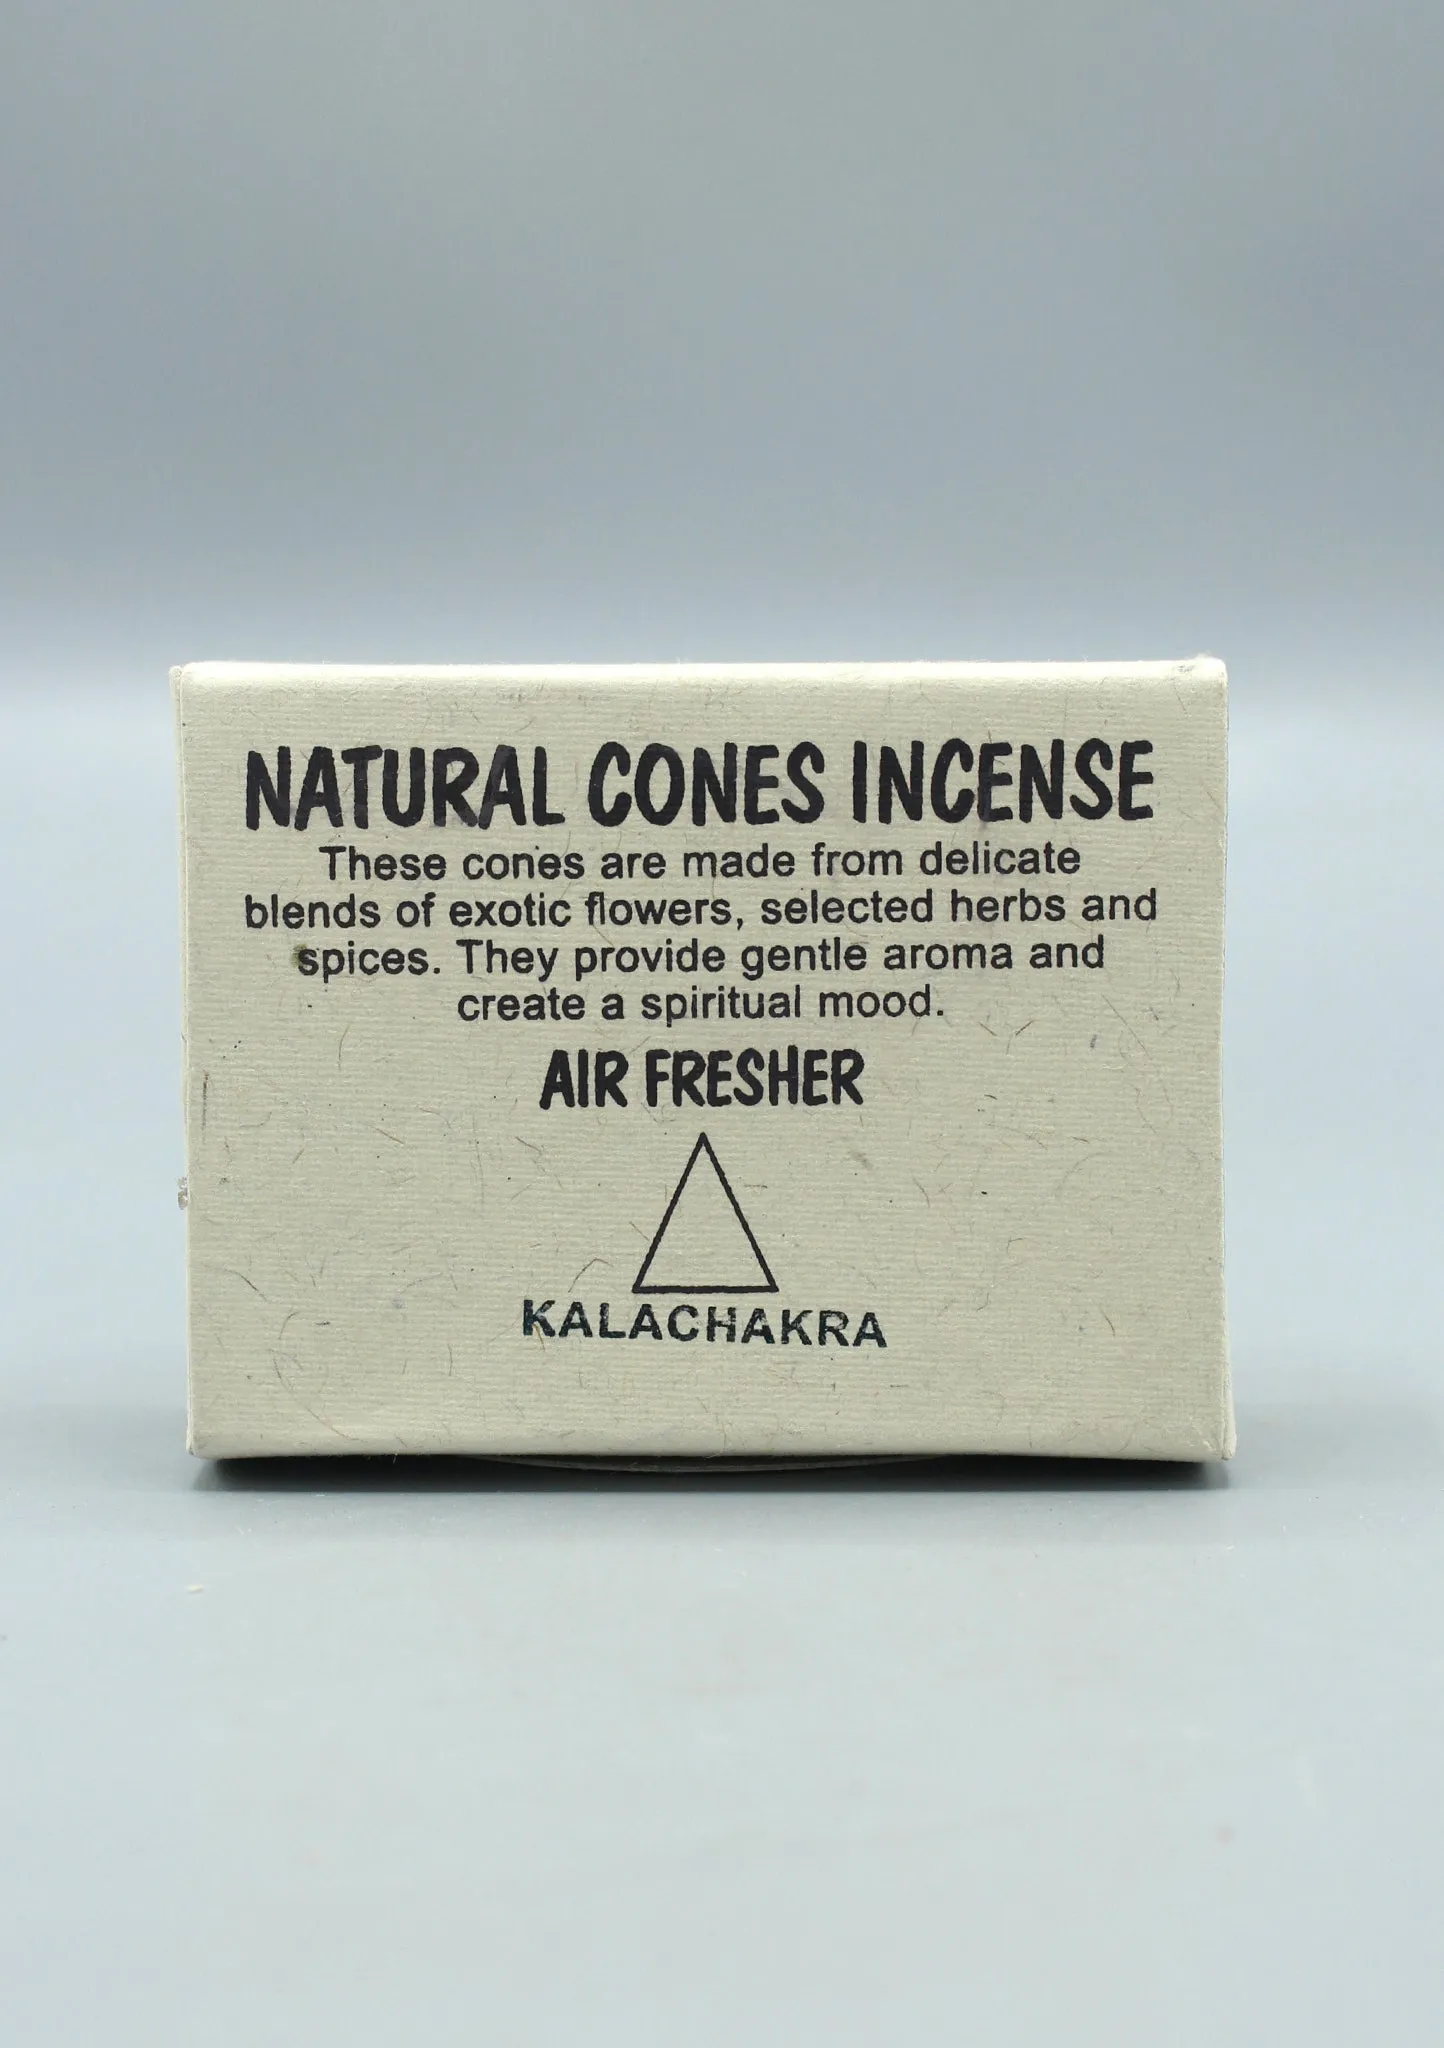 NATURAL CONES INCENSE
These cones are made from delicate
blends of exotic flowers, selected herbs and
spices. They provide gentle aroma and
create a spiritual mood.
AIR FRESHER
KALACHAKRA